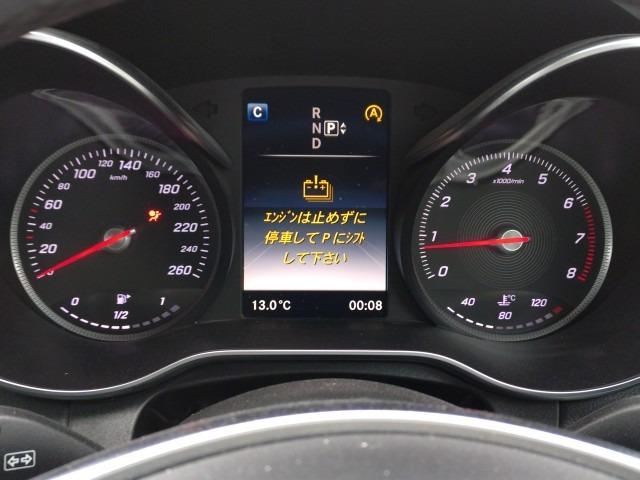 C
R
N P
D
ｴﾝｼﾞﾝは止めずに
停車してPにｼﾌﾄ
して下さい
13.0℃ 00:08
0 20 60 80 100 120 140 160 180 200 220 260
km/h
0 1/2 1
0 1 2 3 4 5 6 7 8
x1000/min
40 80 120
℃
A